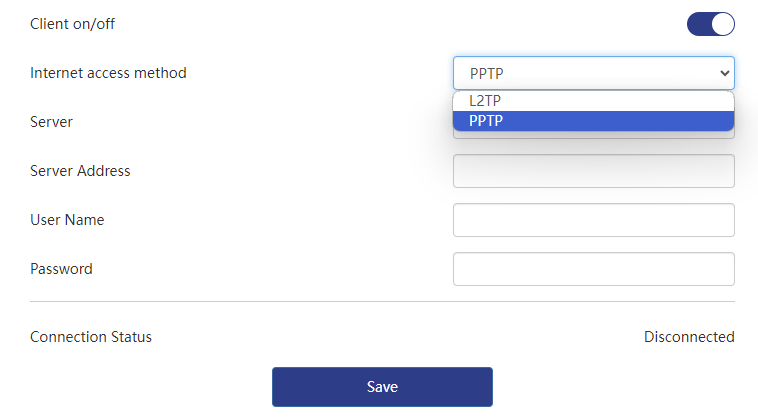 Client on/off
Internet access method PPTP
L2TP
PPTP
Server
Server Address
User Name
Password
Connection Status Disconnected
Save